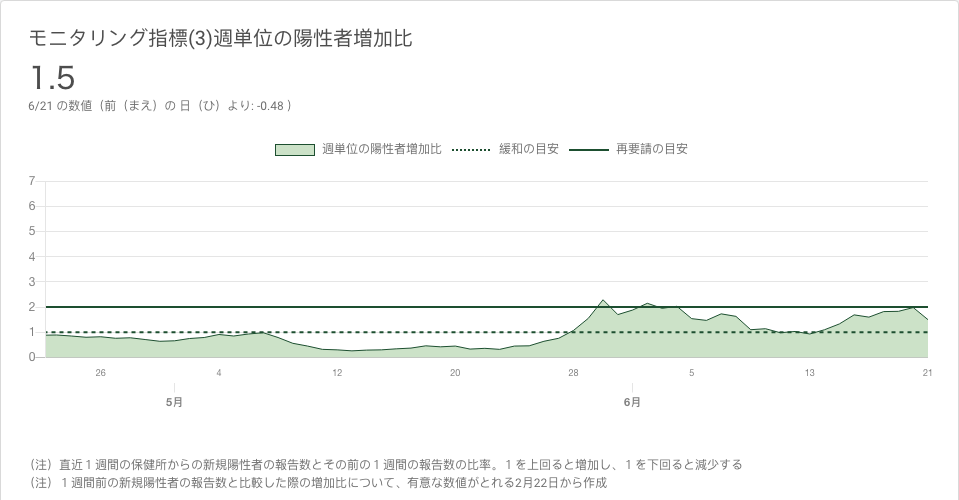 モニタリング指標(3)週単位の陽性者増加比
1.5
6/21 の数値（前（まえ）の 日（ひ）より: -0.48 ）
週単位の陽性者増加比 緩和の目安 再要請の目安
7
6
5
4
3
2
1
0
26 4 12 20 28 5 13 21
5月 6月
（注）直近１週間の保健所からの新規陽性者の報告数とその前の１週間の報告数の比率。１を上回ると増加し、１を下回ると減少する
（注）１週間前の新規陽性者の報告数と比較した際の増加比について、有意な数値がとれる2月22日から作成